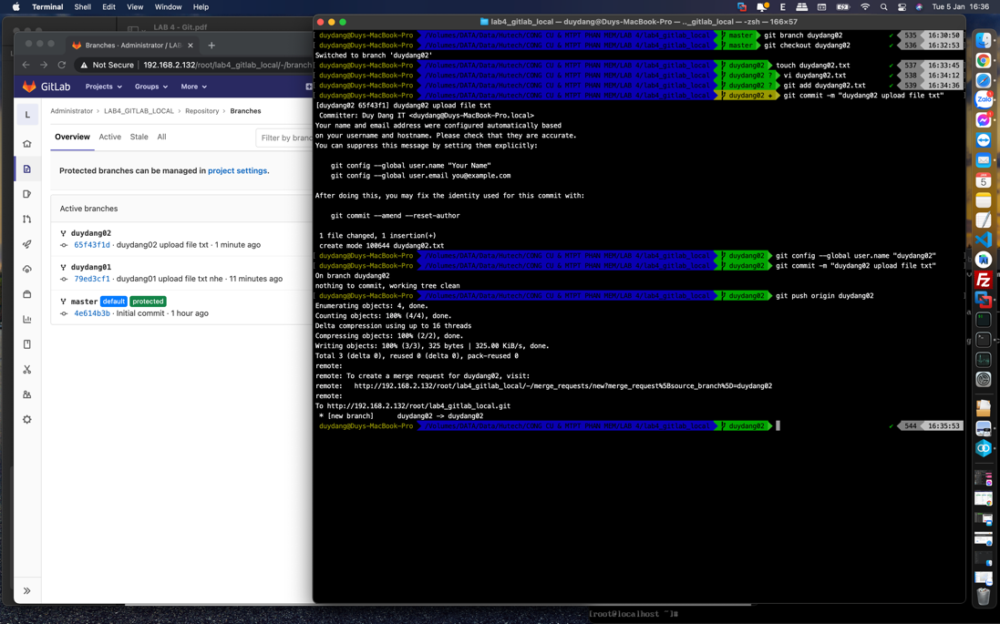 Terminal Shell Edit View Window Help
Tue 5 Jan 16:36
LAB 4 - Git.pdf
Branches · Administrator / LAB
Not Secure | 192.168.2.132/root/lab4_gitlab_local/-/branch
GitLab Projects Groups More
L
Administrator > LAB4_GITLAB_LOCAL > Repository > Branches
Overview Active Stale All
Filter by bran
Protected branches can be managed in project settings.
Active branches
duydang02
65f43f1d · duydang02 upload file txt · 1 minute ago
duydang01
79ed3cf1 · duydang01 upload file txt nhe · 11 minutes ago
master default protected
4e614b3b · Initial commit · 1 hour ago
lab4_gitlab_local — duydang@Duys-MacBook-Pro — .._gitlab_local — -zsh — 166×57
duydang@Duys-MacBook-Pro /Volumes/DATA/Data/Hutech/CONG CU & MTPT PHAN MEM/LAB 4/lab4_gitlab_local master git branch duydang02 ✔ 535 16:30:50
duydang@Duys-MacBook-Pro /Volumes/DATA/Data/Hutech/CONG CU & MTPT PHAN MEM/LAB 4/lab4_gitlab_local master git checkout duydang02 ✔ 536 16:32:53
Switched to branch 'duydang02'
duydang@Duys-MacBook-Pro /Volumes/DATA/Data/Hutech/CONG CU & MTPT PHAN MEM/LAB 4/lab4_gitlab_local duydang02 touch duydang02.txt ✔ 537 16:33:45
duydang@Duys-MacBook-Pro /Volumes/DATA/Data/Hutech/CONG CU & MTPT PHAN MEM/LAB 4/lab4_gitlab_local duydang02 ? vi duydang02.txt ✔ 538 16:34:12
duydang@Duys-MacBook-Pro /Volumes/DATA/Data/Hutech/CONG CU & MTPT PHAN MEM/LAB 4/lab4_gitlab_local duydang02 ? git add duydang02.txt ✔ 539 16:34:36
duydang@Duys-MacBook-Pro /Volumes/DATA/Data/Hutech/CONG CU & MTPT PHAN MEM/LAB 4/lab4_gitlab_local duydang02 + git commit -m "duydang02 upload file txt"
[duydang02 65f43f1] duydang02 upload file txt
Committer: Duy Dang IT <duydang@Duys-MacBook-Pro.local>
Your name and email address were configured automatically based
on your username and hostname. Please check that they are accurate.
You can suppress this message by setting them explicitly:
git config --global user.name "Your Name"
git config --global user.email you@example.com
After doing this, you may fix the identity used for this commit with:
git commit --amend --reset-author
1 file changed, 1 insertion(+)
create mode 100644 duydang02.txt
duydang@Duys-MacBook-Pro /Volumes/DATA/Data/Hutech/CONG CU & MTPT PHAN MEM/LAB 4/lab4_gitlab_local duydang02 git config --global user.name "duydang02"
duydang@Duys-MacBook-Pro /Volumes/DATA/Data/Hutech/CONG CU & MTPT PHAN MEM/LAB 4/lab4_gitlab_local duydang02 git commit -m "duydang02 upload file txt"
On branch duydang02
nothing to commit, working tree clean
duydang@Duys-MacBook-Pro /Volumes/DATA/Data/Hutech/CONG CU & MTPT PHAN MEM/LAB 4/lab4_gitlab_local duydang02 git push origin duydang02
Enumerating objects: 4, done.
Counting objects: 100% (4/4), done.
Delta compression using up to 16 threads
Compressing objects: 100% (2/2), done.
Writing objects: 100% (3/3), 325 bytes | 325.00 KiB/s, done.
Total 3 (delta 0), reused 0 (delta 0), pack-reused 0
remote:
remote: To create a merge request for duydang02, visit:
remote: http://192.168.2.132/root/lab4_gitlab_local/-/merge_requests/new?merge_request%5Bsource_branch%5D=duydang02
remote:
To http://192.168.2.132/root/lab4_gitlab_local.git
* [new branch] duydang02 -> duydang02
duydang@Duys-MacBook-Pro /Volumes/DATA/Data/Hutech/CONG CU & MTPT PHAN MEM/LAB 4/lab4_gitlab_local duydang02 ✔ 544 16:35:53
[root@localhost ~]#